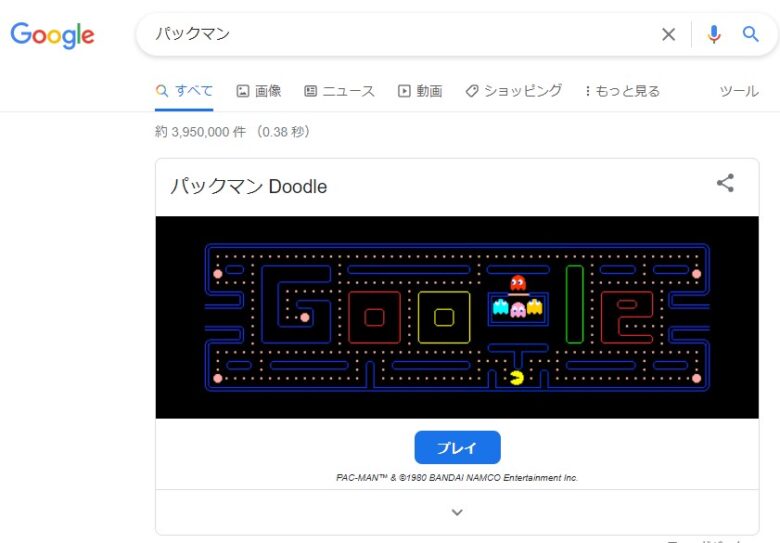 Google
パックマン
すべて 画像 ニュース 動画 ショッピング もっと見る ツール
約 3,950,000 件 （0.38 秒）
パックマン Doodle
プレイ
PAC-MAN™ & ©1980 BANDAI NAMCO Entertainment Inc.